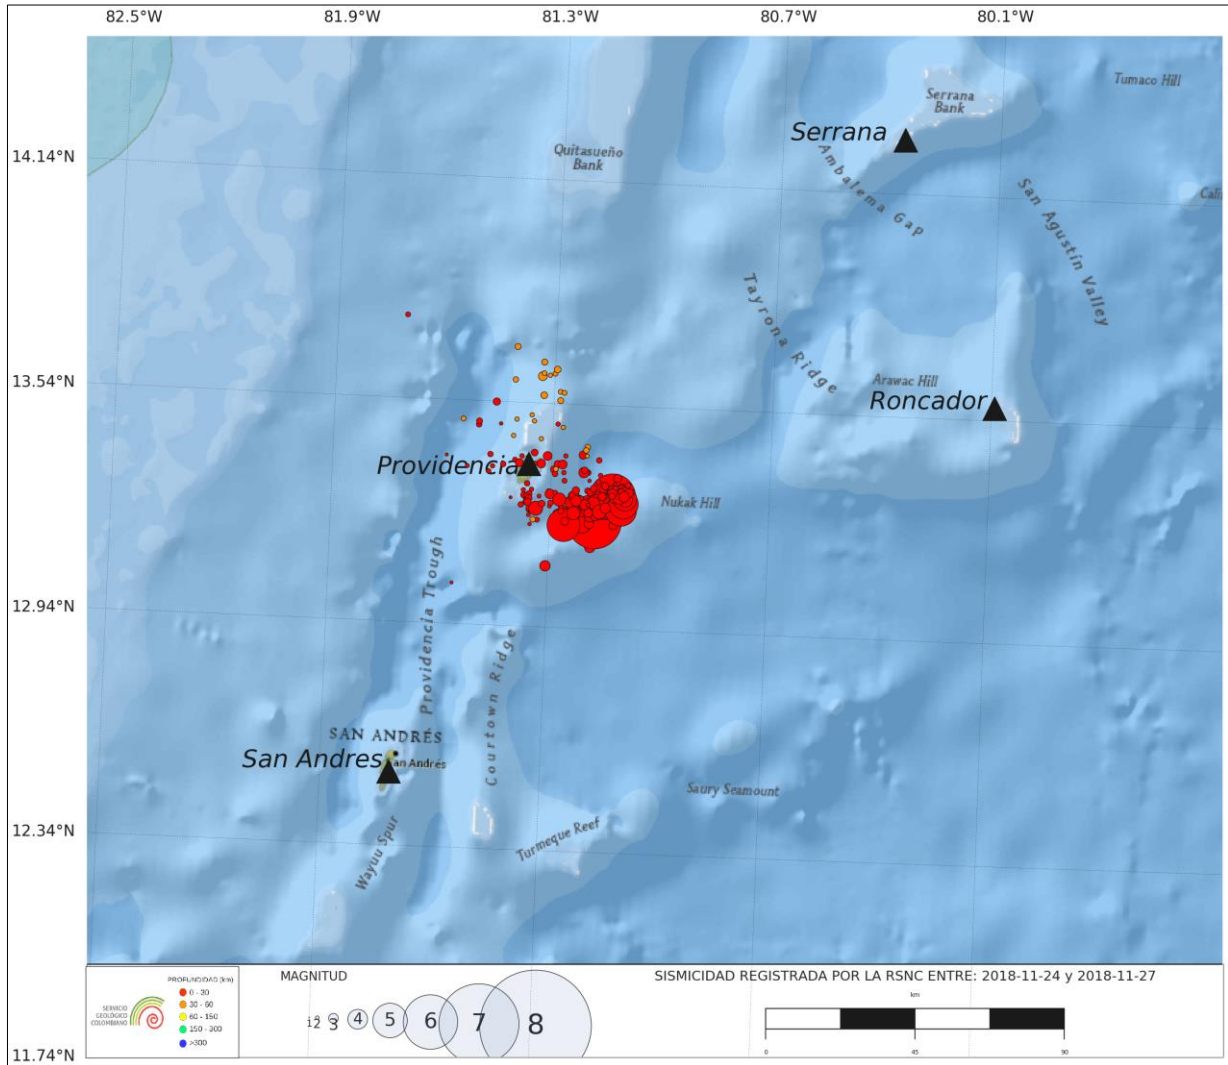 82.5°W
81.9°W
81.3°W
80.7°W
80.1°W
Tumaco Hill
Serrana
Bank
Serrana
14.14°N
Quitasueño
Bank
Ambalema Gap
San Agustín Valley
Tayrona Ridge
13.54°N
Arawac Hill
Roncador
Providencia
Nukak Hill
12.94°N
Providencia Trough
Courtown Ridge
SAN ANDRÉS
San Andres
an Andrés
Saury Seamount
12.34°N
Turmeque Reef
Wayuu Spur
MAGNITUD
1 2 3 4 5 6 7 8
SISMICIDAD REGISTRADA POR LA RSNC ENTRE: 2018-11-24 y 2018-11-27
km
0
45
90
SERVICIO
GEOLÓGICO
COLOMBIANO
PROFUNDIDAD (km)
0 - 30
30 - 60
60 - 150
150 - 300
>300
11.74°N